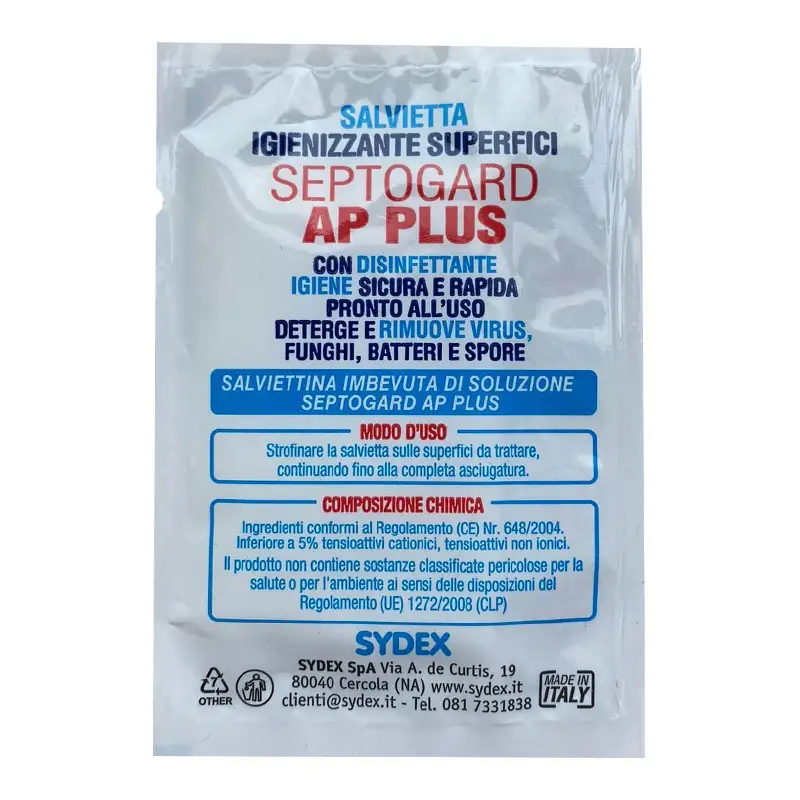 SALVIETTA
IGIENIZZANTE SUPERFICI
SEPTOGARD
AP PLUS
CON DISINFETTANTE
IGIENE SICURA E RAPIDA
PRONTO ALL'USO
DETERGE E RIMUOVE VIRUS,
FUNGHI, BATTERI E SPORE
SALVIETTINA IMBEVUTA DI SOLUZIONE
SEPTOGARD AP PLUS
MODO D'USO
Strofinare la salvietta sulle superfici da trattare,
continuando fino alla completa asciugatura.
COMPOSIZIONE CHIMICA
Ingredienti conformi al Regolamento (CE) Nr. 648/2004.
Inferiore a 5% tensioattivi cationici, tensioattivi non ionici.
Il prodotto non contiene sostanze classificate pericolose per la
salute o per l'ambiente ai sensi delle disposizioni del
Regolamento (UE) 1272/2008 (CLP)
SYDEX
SYDEX SpA Via A. de Curtis, 19
80040 Cercola (NA) www.sydex.it
clienti@sydex.it - Tel. 081 7331838
OTHER
MADE IN
ITALY